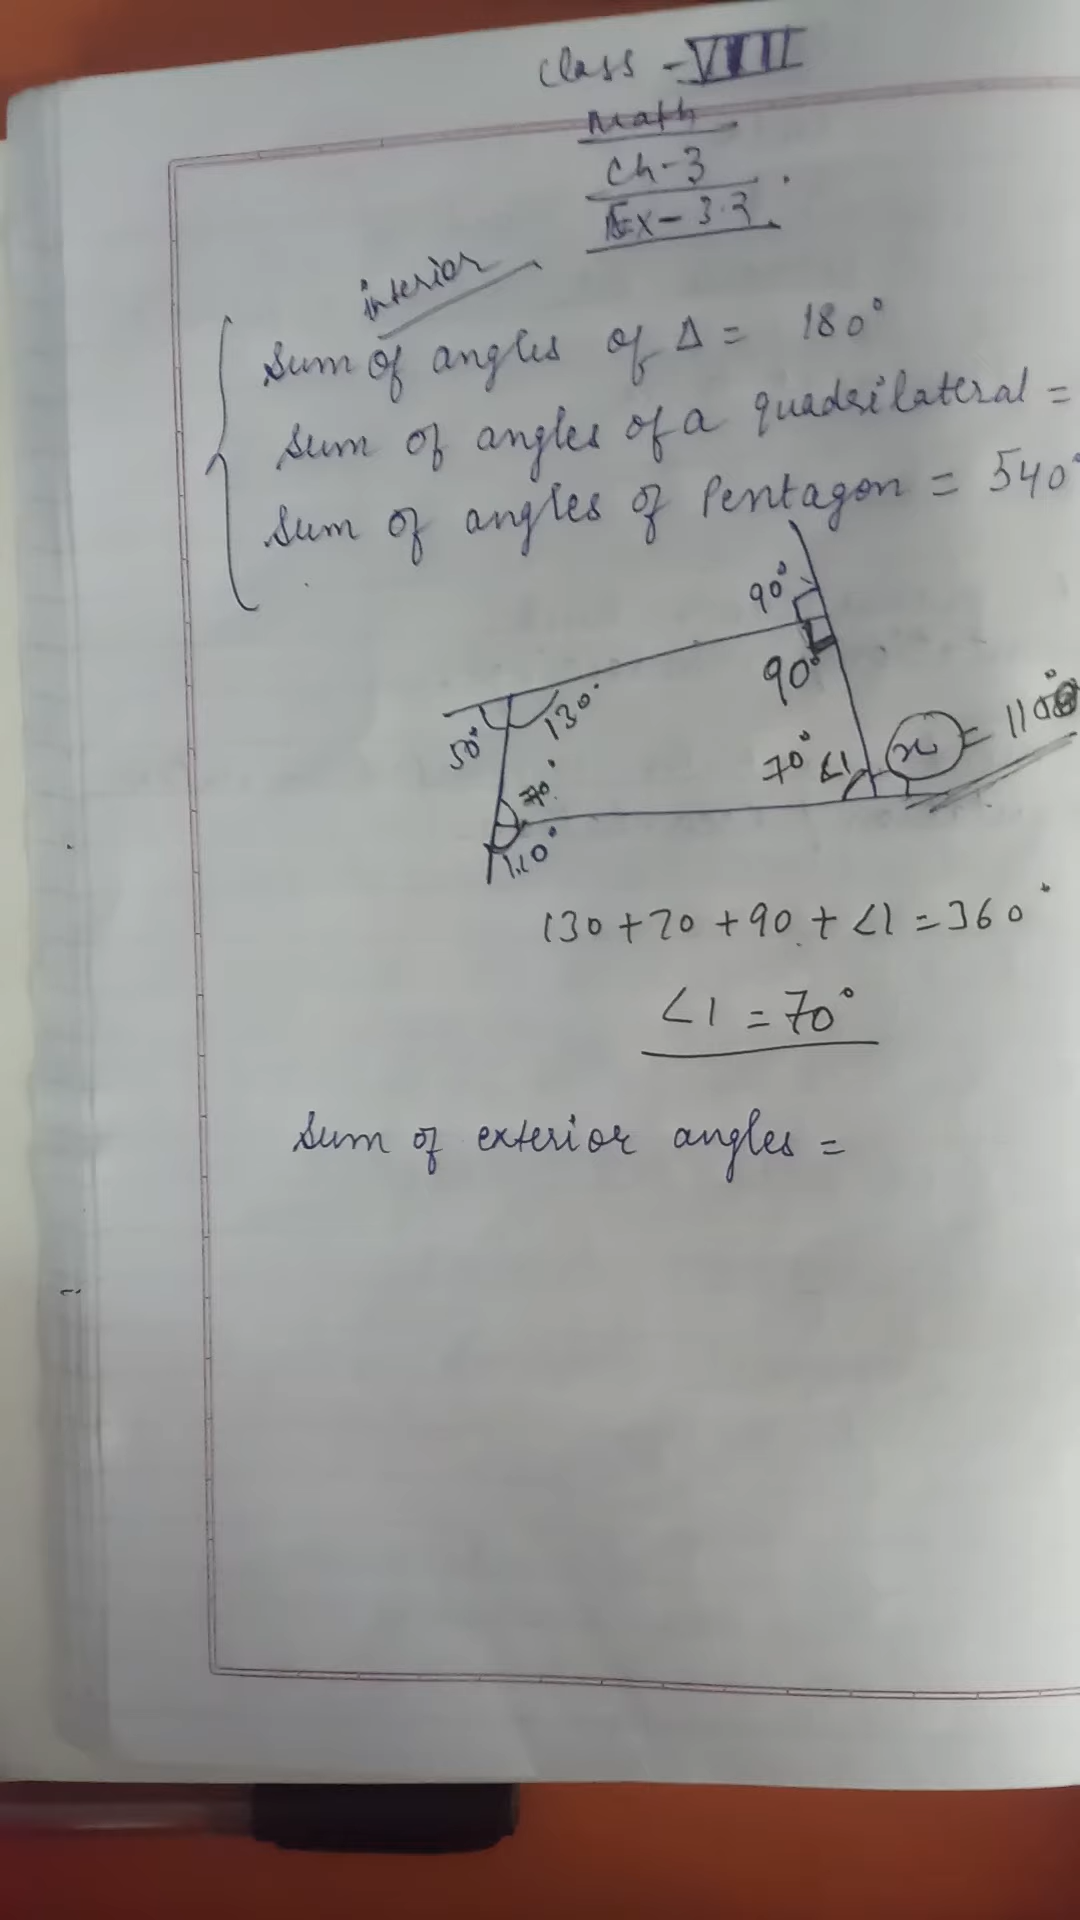 Class - VIII
Math
Ch-3
Ex-3.2
interior
Sum of angles of Δ = 180°
Sum of angles of a quadrilateral =
Sum of angles of Pentagon = 540°
90°
90°
50°
130°
70°
70° ∠1
x = 110°
110°
130 + 70 + 90 + ∠1 = 360°
∠1 = 70°
Sum of exterior angles =